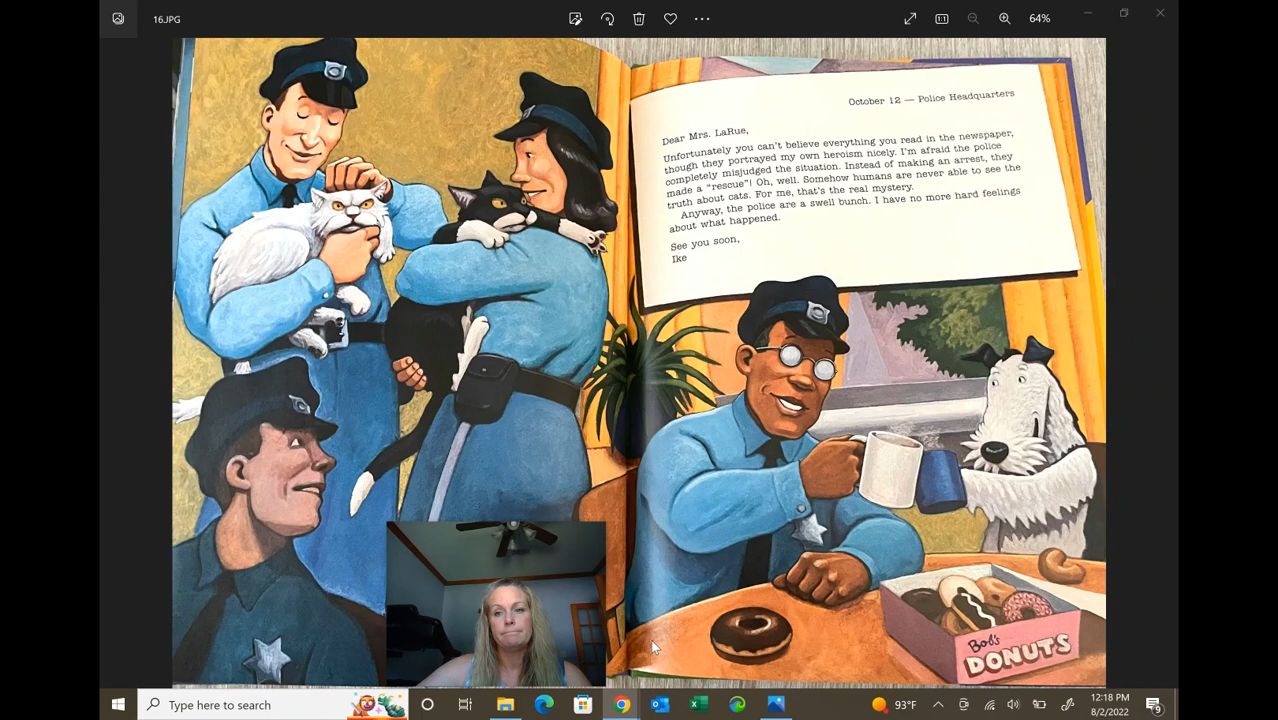 16.JPG
64%
October 12 — Police Headquarters
Dear Mrs. LaRue,
Unfortunately you can't believe everything you read in the newspaper,
though they portrayed my own heroism nicely. I'm afraid the police
completely misjudged the situation. Instead of making an arrest, they
made a "rescue"! Oh, well. Somehow humans are never able to see the
truth about cats. For me, that's the real mystery.
Anyway, the police are a swell bunch. I have no more hard feelings
about what happened.
See you soon,
Ike
Bob's
DONUTS
Type here to search
93°F
12:18 PM
8/2/2022
9